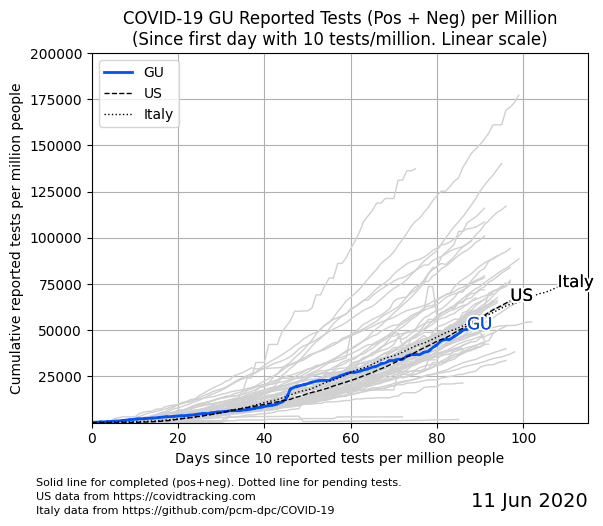 COVID-19 GU Reported Tests (Pos + Neg) per Million
(Since first day with 10 tests/million. Linear scale)
200000
175000
150000
125000
100000
75000
50000
25000
Cumulative reported tests per million people
GU
US
Italy
Italy
US
GU
0
20
40
60
80
100
Days since 10 reported tests per million people
Solid line for completed (pos+neg). Dotted line for pending tests.
US data from https://covidtracking.com
Italy data from https://github.com/pcm-dpc/COVID-19
11 Jun 2020